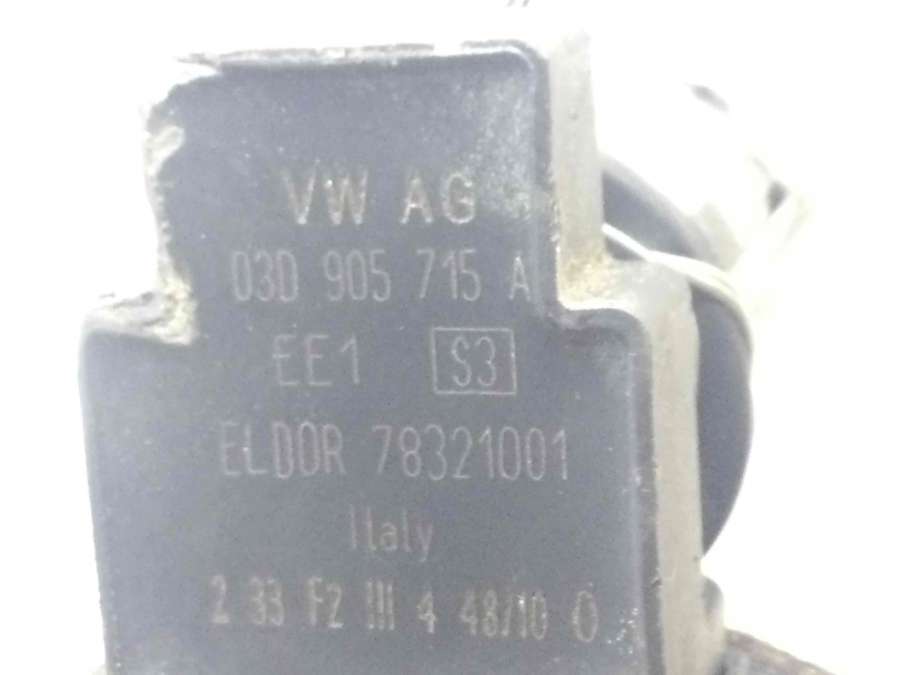 VW AG
03D 905 715 A
EE1 S3
ELDOR 78321001
Italy
2 33 F2 III 4 48/10 0